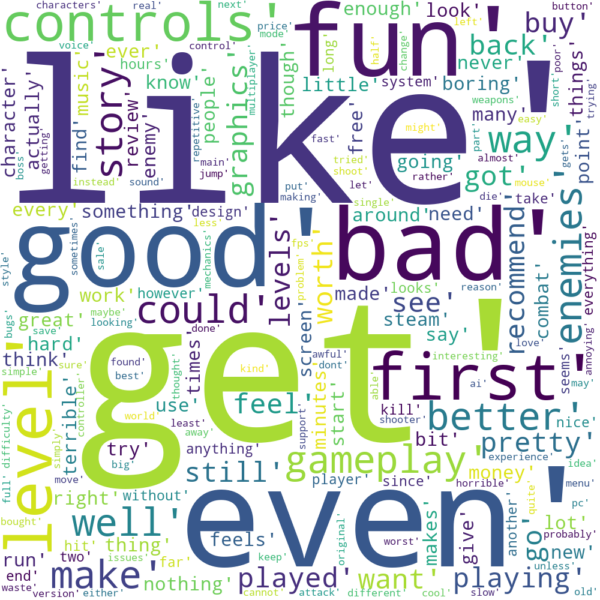 controls'
like'
fun'
enough'
look'
buy'
button'
characters'
real'
next'
price'
mode'
left'
half'
change'
voice'
control'
ever'
hours'
though'
long'
system'
back'
never'
short'
poor'
trying'
character'
actually'
getting'
story'
review'
find'
music'
enemy'
know'
people'
graphics'
multiplayer'
little'
boring'
weapons'
easy'
things'
many'
way'
point'
boss'
repetitive'
main'
jump'
fast'
free'
might'
almost'
part'
going'
tried'
shoot'
rather'
got'
gets'
instead'
sound'
put'
let'
making'
single'
die'
mouse'
take'
every'
something'
design'
less'
around'
need'
good'
bad'
style'
sometimes'
sale'
mechanics'
fps'
problem'
levels'
worth'
made'
looks'
see'
reason'
recommend'
enemies'
combat'
everything'
work'
however'
could'
steam'
say'
love'
annoying'
bugs'
save'
maybe'
looking'
great'
hard'
think'
times'
done'
screen'
awful'
dont'
interesting'
seems'
may'
simple'
sure'
found'
best'
thought'
kind'
get'
first'
able'
ai'
level'
terrible'
controller'
use'
feel'
minutes'
start'
kill'
shooter'
better'
nice'
full'
difficulty'
simply'
world'
least'
away'
support'
try'
anything'
bit'
pretty'
experience'
idea'
move'
big'
gameplay'
money'
menu'
quite'
pc'
bought'
right'
without'
still'
player'
since'
horrible'
well'
feels'
even'
worst'
makes'
another'
go'
lot'
probably'
run'
two'
hit'
thing'
issues'
far'
keep'
original'
give'
new'
unless'
end'
make'
nothing'
played'
want'
playing'
waste'
version'
either'
cannot'
attack'
different'
cool'
slow'
old'